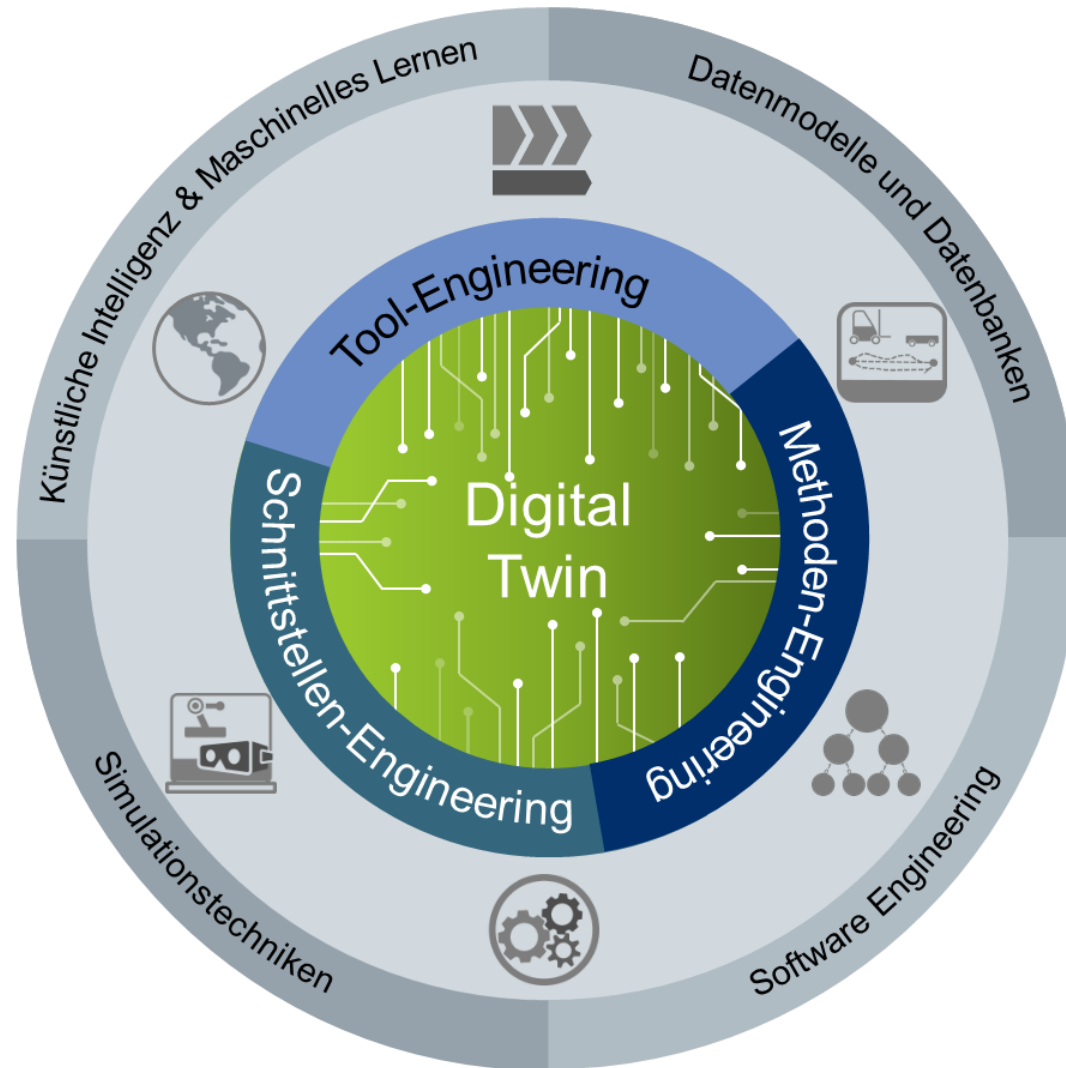 Künstliche Intelligenz & Maschinelles Lernen
Datenmodelle und Datenbanken
Tool-Engineering
Methoden-Engineering
Schnittstellen-Engineering
Digital
Twin
Simulationstechniken
Software Engineering